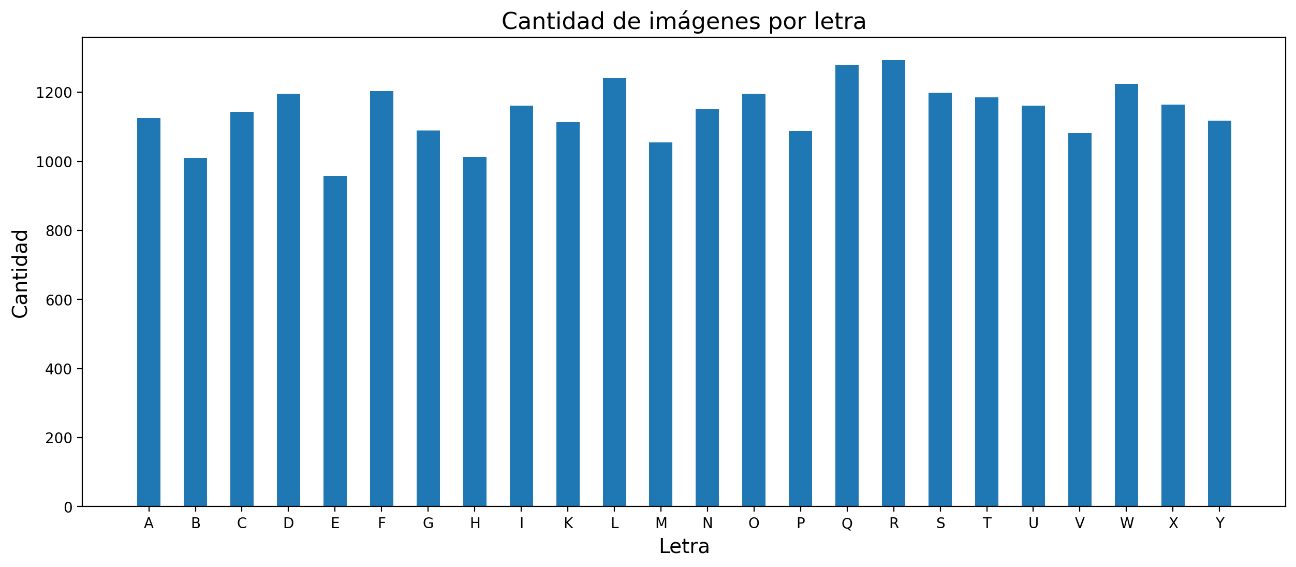 Cantidad de imágenes por letra
Cantidad
1200
1000
800
600
400
200
0
A B C D E F G H I K L M N O P Q R S T U V W X Y
Letra